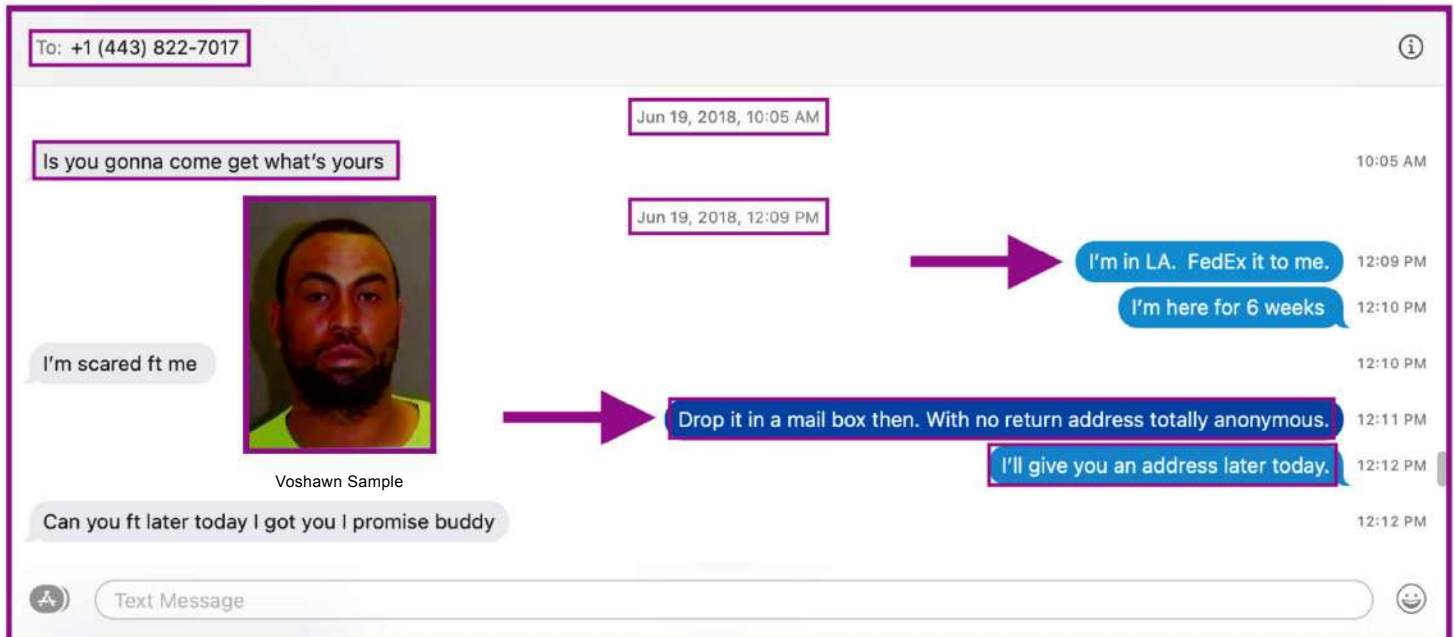 To: +1 (443) 822-7017
Jun 19, 2018, 10:05 AM
Is you gonna come get what's yours
10:05 AM
Jun 19, 2018, 12:09 PM
I'm in LA. FedEx it to me.
12:09 PM
I'm here for 6 weeks
12:10 PM
I'm scared ft me
12:10 PM
Drop it in a mail box then. With no return address totally anonymous.
12:11 PM
I'll give you an address later today.
12:12 PM
Voshawn Sample
Can you ft later today I got you I promise buddy
12:12 PM
Text Message